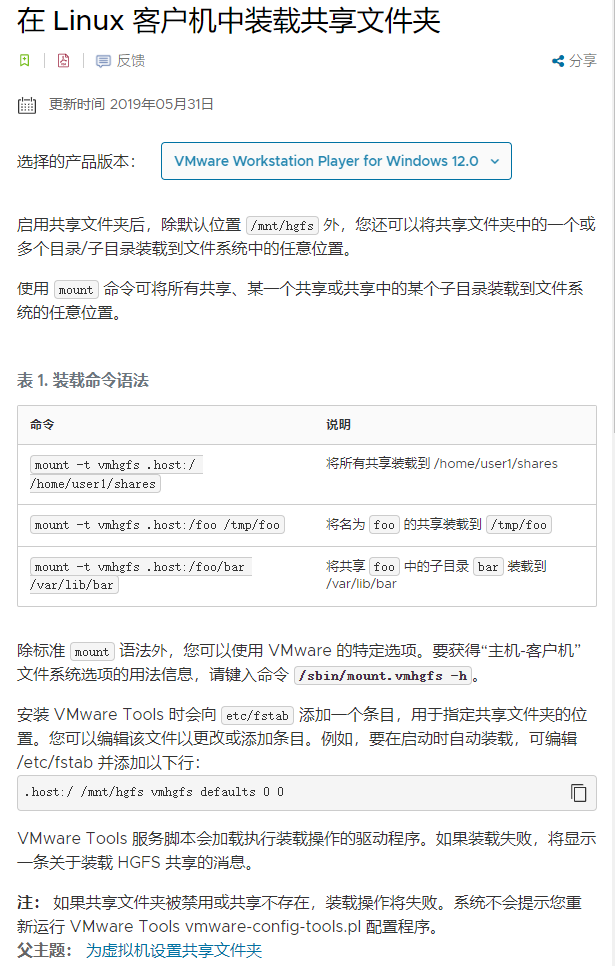 在 Linux 客户机中装载共享文件夹
反馈
分享
更新时间 2019年05月31日
选择的产品版本： VMware Workstation Player for Windows 12.0
启用共享文件夹后，除默认位置 /mnt/hgfs 外，您还可以将共享文件夹中的一个或
多个目录/子目录装载到文件系统中的任意位置。
使用 mount 命令可将所有共享、某一个共享或共享中的某个子目录装载到文件系
统的任意位置。
表 1. 装载命令语法
命令 说明
mount -t vmhgfs .host:/ 将所有共享装载到 /home/user1/shares
/home/user1/shares
mount -t vmhgfs .host:/foo /tmp/foo 将名为 foo 的共享装载到 /tmp/foo
mount -t vmhgfs .host:/foo/bar 将共享 foo 中的子目录 bar 装载到
/var/lib/bar /var/lib/bar
除标准 mount 语法外，您可以使用 VMware 的特定选项。要获得“主机-客户机”
文件系统选项的用法信息，请键入命令 /sbin/mount.vmhgfs -h。
安装 VMware Tools 时会向 etc/fstab 添加一个条目，用于指定共享文件夹的位
置。您可以编辑该文件以更改或添加条目。例如，要在启动时自动装载，可编辑
/etc/fstab 并添加以下行：
.host:/ /mnt/hgfs vmhgfs defaults 0 0
VMware Tools 服务脚本会加载执行装载操作的驱动程序。如果装载失败，将显示
一条关于装载 HGFS 共享的消息。
注： 如果共享文件夹被禁用或共享不存在，装载操作将失败。系统不会提示您重
新运行 VMware Tools vmware-config-tools.pl 配置程序。
父主题： 为虚拟机设置共享文件夹